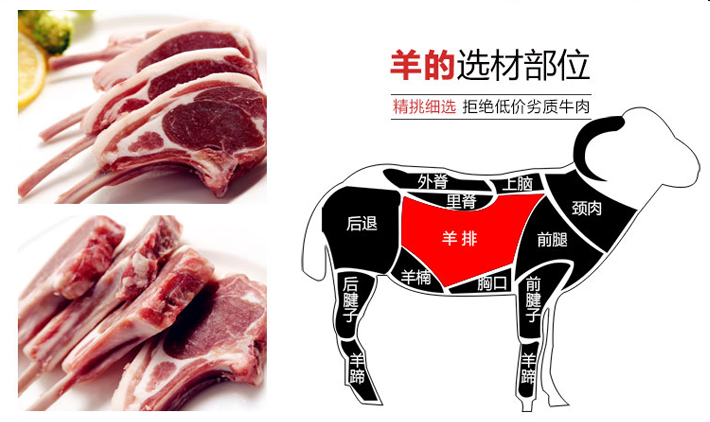 羊的选材部位
精挑细选 拒绝低价劣质牛肉
外脊
上脑
里脊
颈肉
后退
羊排
前腿
羊楠
胸口
后腱子
前腱子
羊蹄
羊蹄